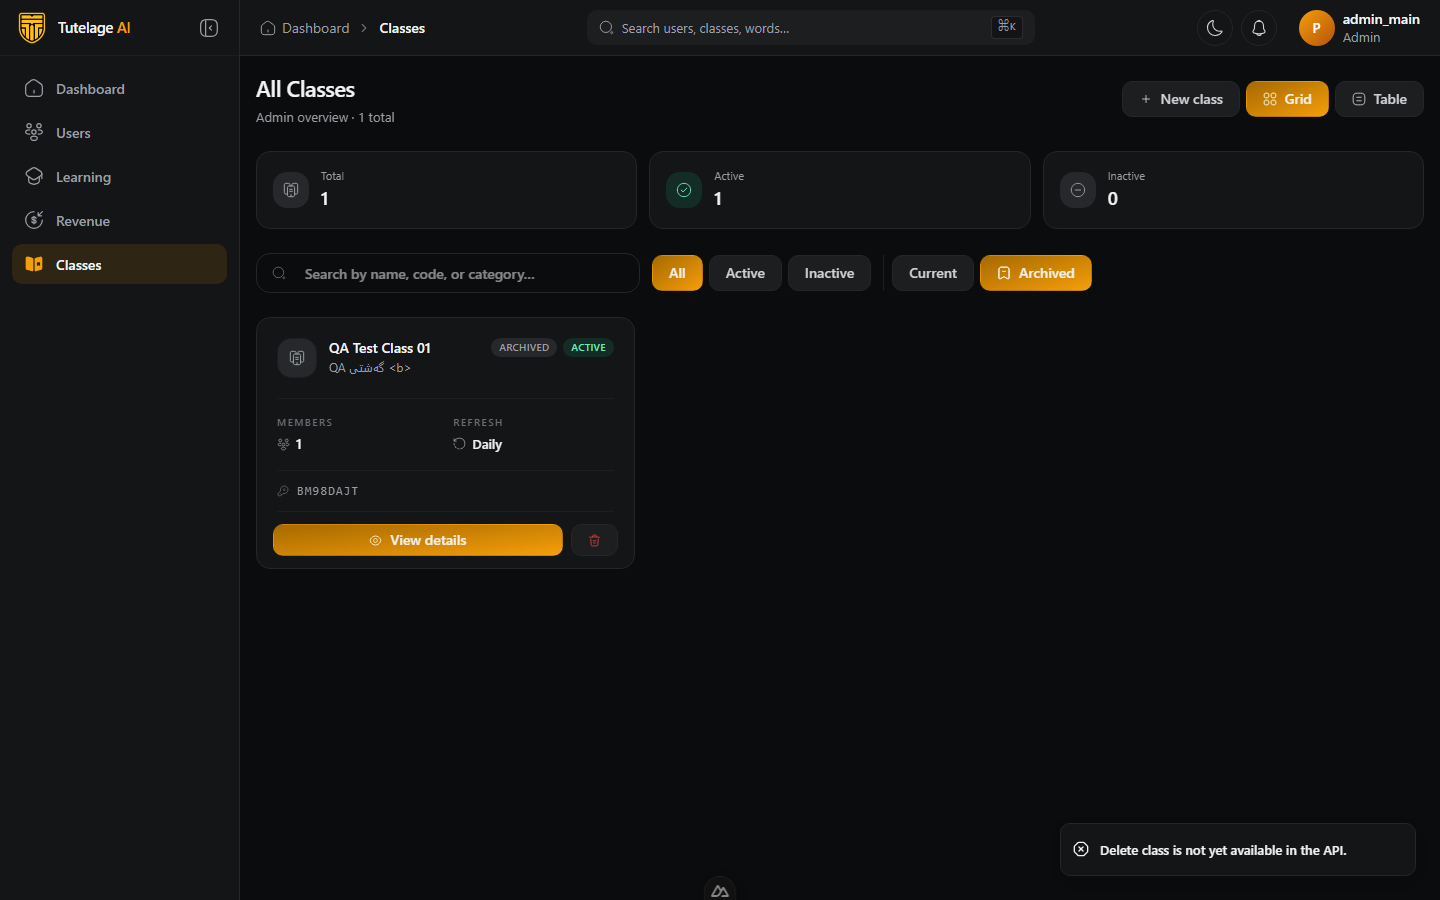 Tutelage AI
Dashboard
Classes
Search users, classes, words...
⌘K
P
admin_main
Admin
Dashboard
Users
Learning
Revenue
Classes
All Classes
Admin overview · 1 total
New class
Grid
Table
Total
1
Active
1
Inactive
0
Search by name, code, or category...
All
Active
Inactive
Current
Archived
QA Test Class 01
ARCHIVED
ACTIVE
QA گەشتی <b>
MEMBERS
REFRESH
1
Daily
BM98DAJT
View details
Delete class is not yet available in the API.